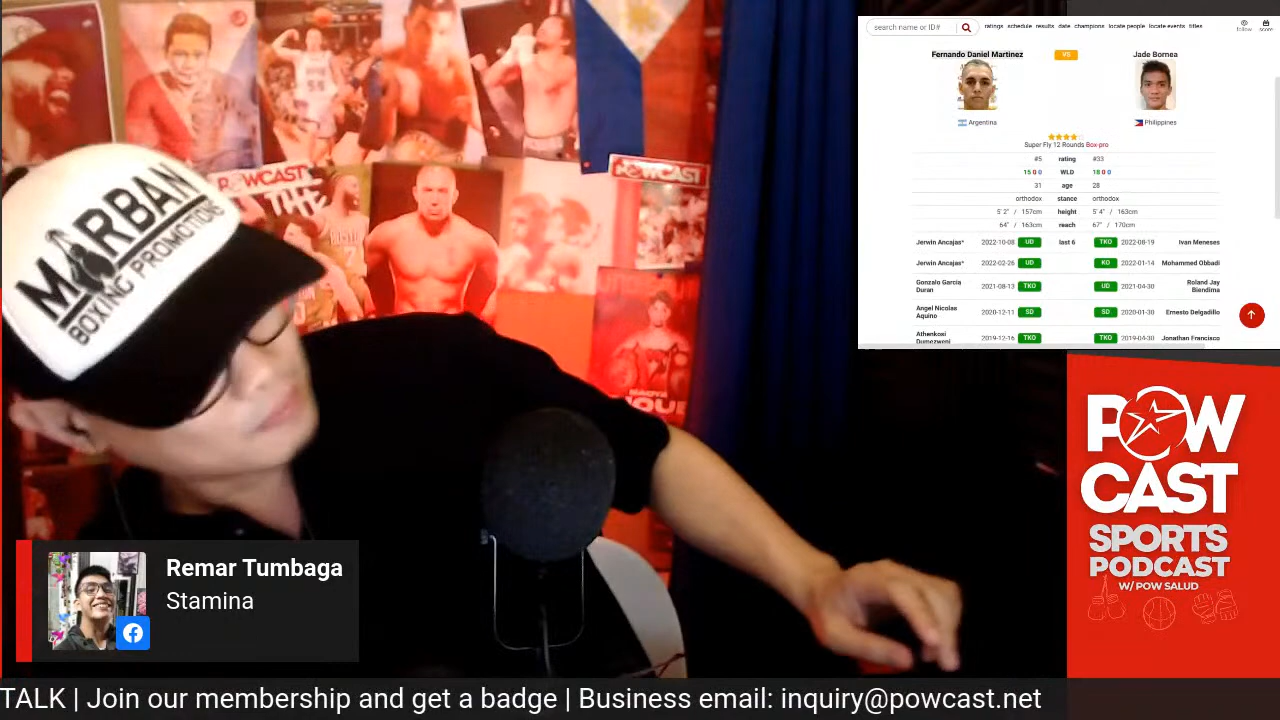 search name or ID#
ratings schedule results date champions locate people locate events titles
follow score
Fernando Daniel Martinez VS Jade Bornea
Argentina Philippines
Super Fly 12 Rounds Box-pro
#5 rating #33
15 0 0 WLD 18 0 0
31 age 28
orthodox stance orthodox
5' 2" / 157cm height 5' 4" / 163cm
64" / 163cm reach 67" / 170cm
Jerwin Ancajas* 2022-10-08 UD last 6 TKO 2022-08-19 Ivan Meneses
Jerwin Ancajas* 2022-02-26 UD KO 2022-01-14 Mohammed Obbadi
Gonzalo Garcia Duran 2021-08-13 TKO UD 2021-04-30 Roland Jay Biendima
Angel Nicolas Aquino 2020-12-11 SD SD 2020-01-30 Ernesto Delgadillo
Athenkosi Dumezweni 2019-12-16 TKO TKO 2019-04-30 Jonathan Francisco
POWCAST
THE
POWCAST
MARBAN
BOXING PROMOTIONS
POW
CAST
SPORTS
PODCAST
W/ POW SALUD
Remar Tumbaga
Stamina
TALK | Join our membership and get a badge | Business email: inquiry@powcast.net